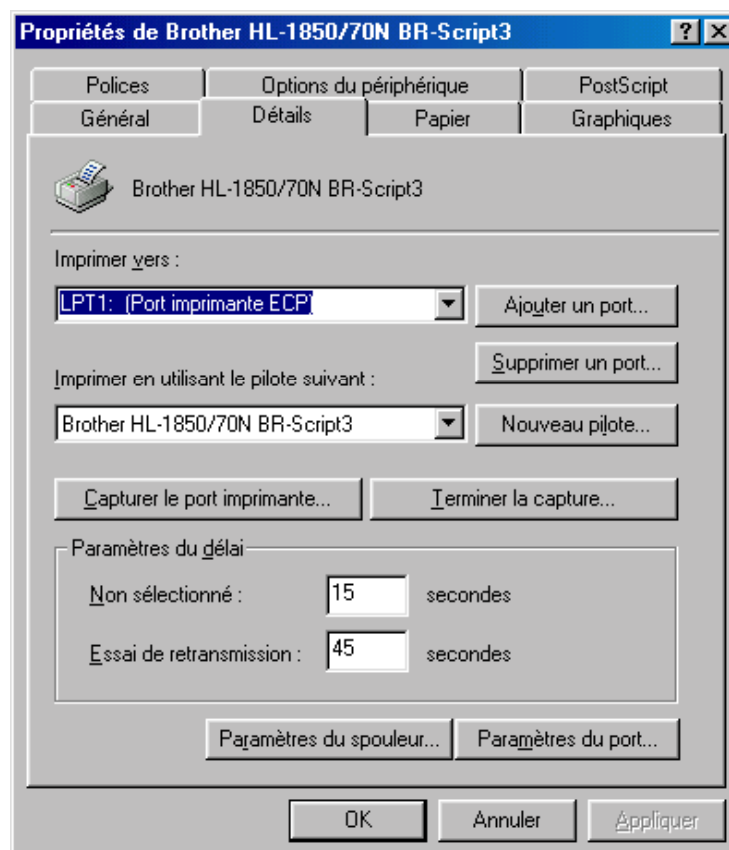 Propriétés de Brother HL-1850/70N BR-Script3
Polices Options du périphérique PostScript
Général Détails Papier Graphiques
Brother HL-1850/70N BR-Script3
Imprimer vers :
LPT1: (Port imprimante ECP) Ajouter un port...
Supprimer un port...
Imprimer en utilisant le pilote suivant :
Brother HL-1850/70N BR-Script3 Nouveau pilote...
Capturer le port imprimante... Terminer la capture...
Paramètres du délai
Non sélectionné : 15 secondes
Essai de retransmission : 45 secondes
Paramètres du spouleur... Paramètres du port...
OK Annuler Appliquer